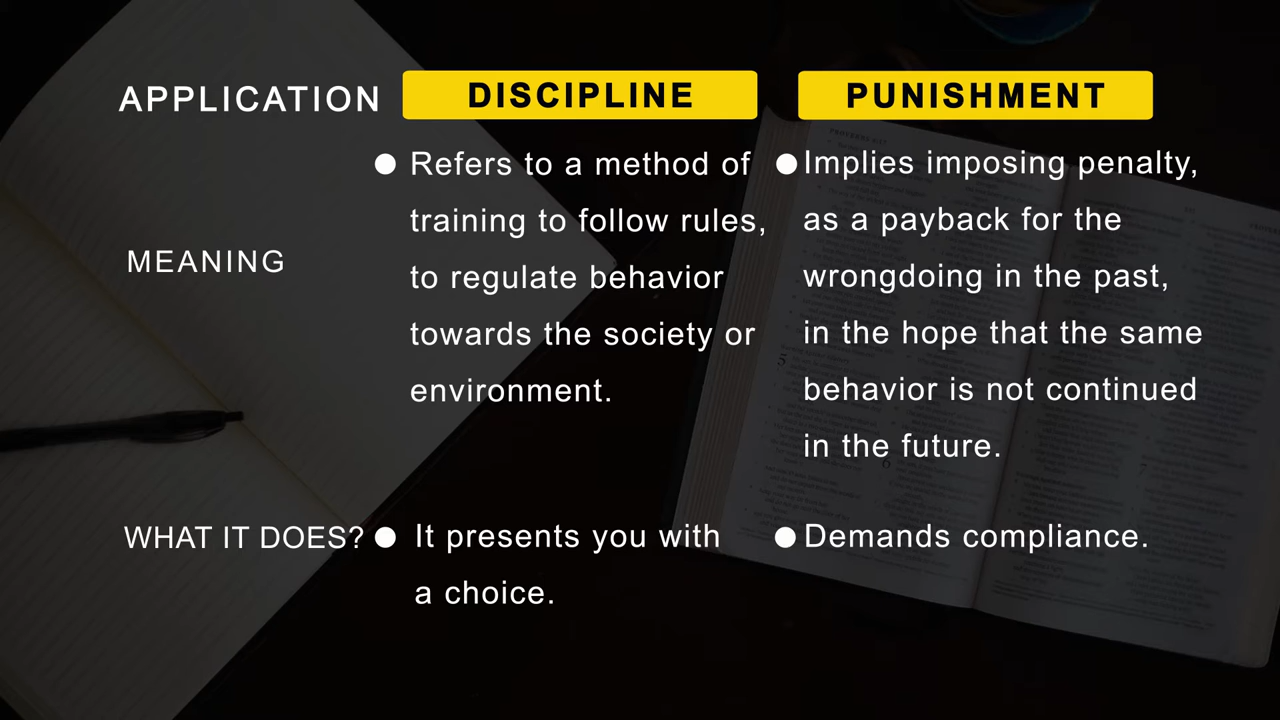 APPLICATION
DISCIPLINE
PUNISHMENT
MEANING
● Refers to a method of
training to follow rules,
to regulate behavior
towards the society or
environment.
● Implies imposing penalty,
as a payback for the
wrongdoing in the past,
in the hope that the same
behavior is not continued
in the future.
WHAT IT DOES?
● It presents you with
a choice.
● Demands compliance.